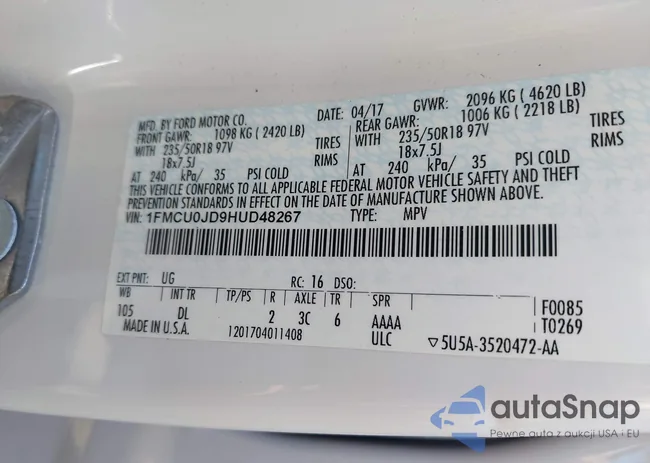 MFD. BY FORD MOTOR CO.
DATE: 04/17 GVWR: 2096 KG ( 4620 LB)
FRONT GAWR: 1098 KG ( 2420 LB)
REAR GAWR: 1006 KG ( 2218 LB)
WITH 235/50R18 97V TIRES
235/50R18 97V TIRES
18x7.5J RIMS
18x7.5J RIMS
AT 240 kPa/ 35 PSI COLD
AT 240 kPa/ 35 PSI COLD
THIS VEHICLE CONFORMS TO ALL APPLICABLE FEDERAL MOTOR VEHICLE SAFETY AND THEFT
PREVENTION STANDARDS IN EFFECT ON THE DATE OF MANUFACTURE SHOWN ABOVE.
VIN: 1FMCU0JD9HUD48267 TYPE: MPV
EXT PNT: UG RC: 16 DSO:
WB INT TR TP/PS R AXLE TR SPR F0085
105 DL 2 3C 6 AAAA T0269
MADE IN U.S.A. 1201704011408 ULC ▽5U5A-3520472-AA
autaSnap
Pewne auta z aukcji USA i EU